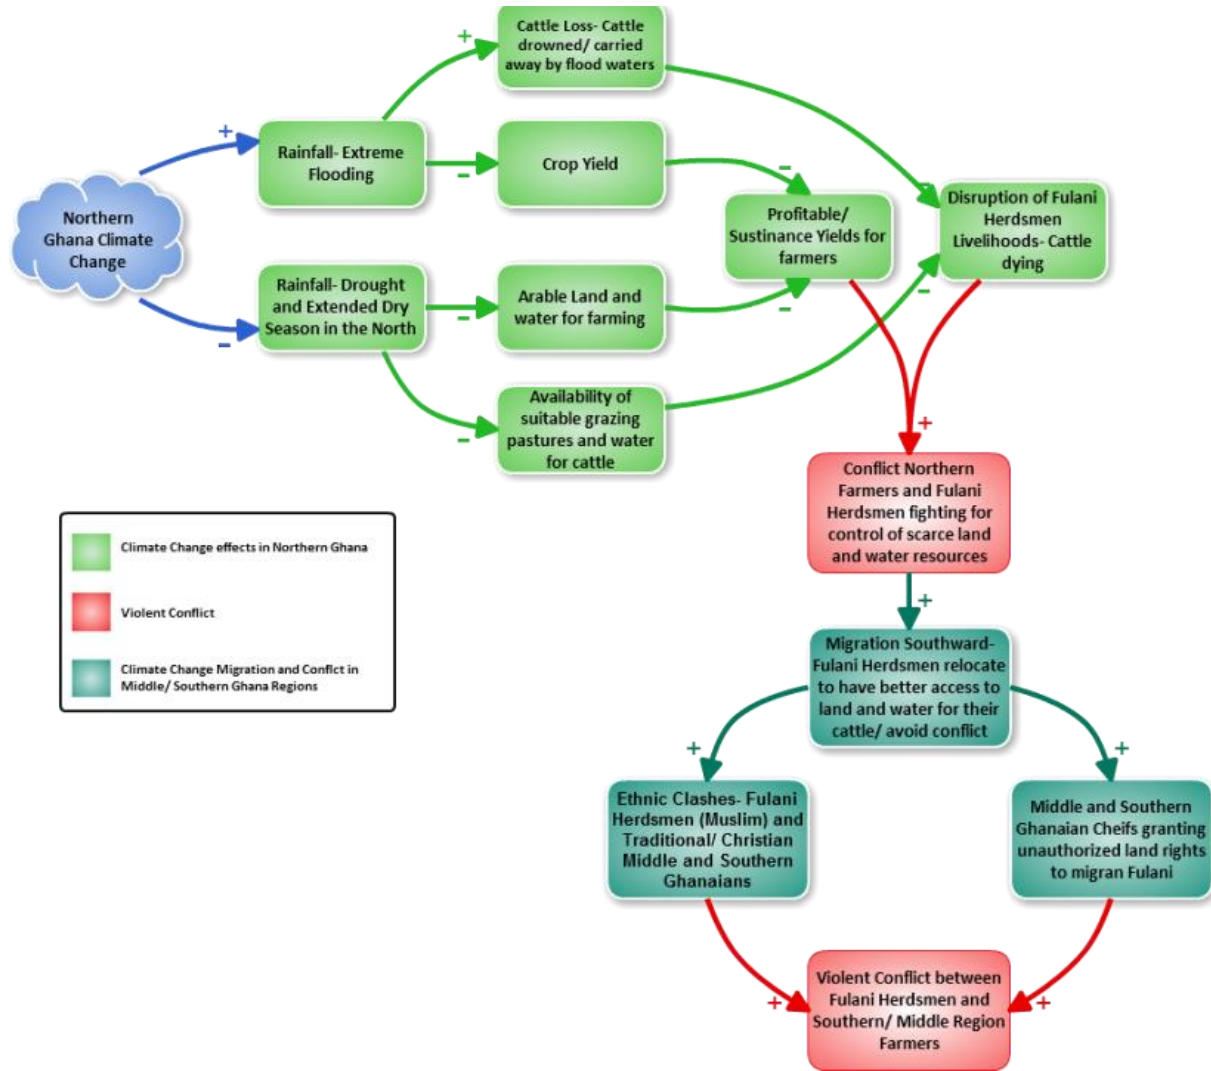 Cattle Loss- Cattle
drowned/ carried
away by flood waters
+
+
Rainfall- Extreme
Flooding
–
Crop Yield
–
–
Northern
Ghana Climate
Change
Profitable/
Sustinance Yields for
farmers
Disruption of Fulani
Herdsmen
Livelihoods- Cattle
dying
–
Rainfall- Drought
and Extended Dry
Season in the North
–
Arable Land and
water for farming
–
–
–
Availability of
suitable grazing
pastures and water
for cattle
+
Conflict Northern
Farmers and Fulani
Herdsmen fighting for
control of scarce land
and water resources
Climate Change effects in Northern Ghana
Violent Conflict
Climate Change Migration and Conflict in
Middle/ Southern Ghana Regions
+
Migration Southward-
Fulani Herdsmen relocate
to have better access to
land and water for their
cattle/ avoid conflict
+
+
Ethnic Clashes- Fulani
Herdsmen (Muslim) and
Traditional/ Christian
Middle and Southern
Ghanaians
Middle and Southern
Ghanaian Cheifs granting
unauthorized land rights
to migran Fulani
+
+
Violent Conflict between
Fulani Herdsmen and
Southern/ Middle Region
Farmers